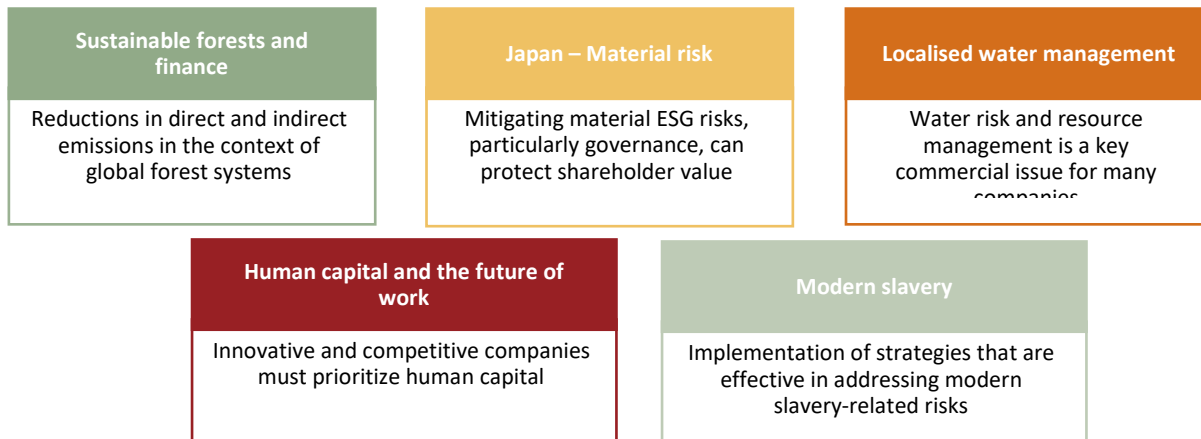 Sustainable forests and
finance
Reductions in direct and indirect
emissions in the context of
global forest systems
Japan – Material risk
Mitigating material ESG risks,
particularly governance, can
protect shareholder value
Localised water management
Water risk and resource
management is a key
commercial issue for many
companies
Human capital and the future of
work
Innovative and competitive companies
must prioritize human capital
Modern slavery
Implementation of strategies that are
effective in addressing modern
slavery-related risks